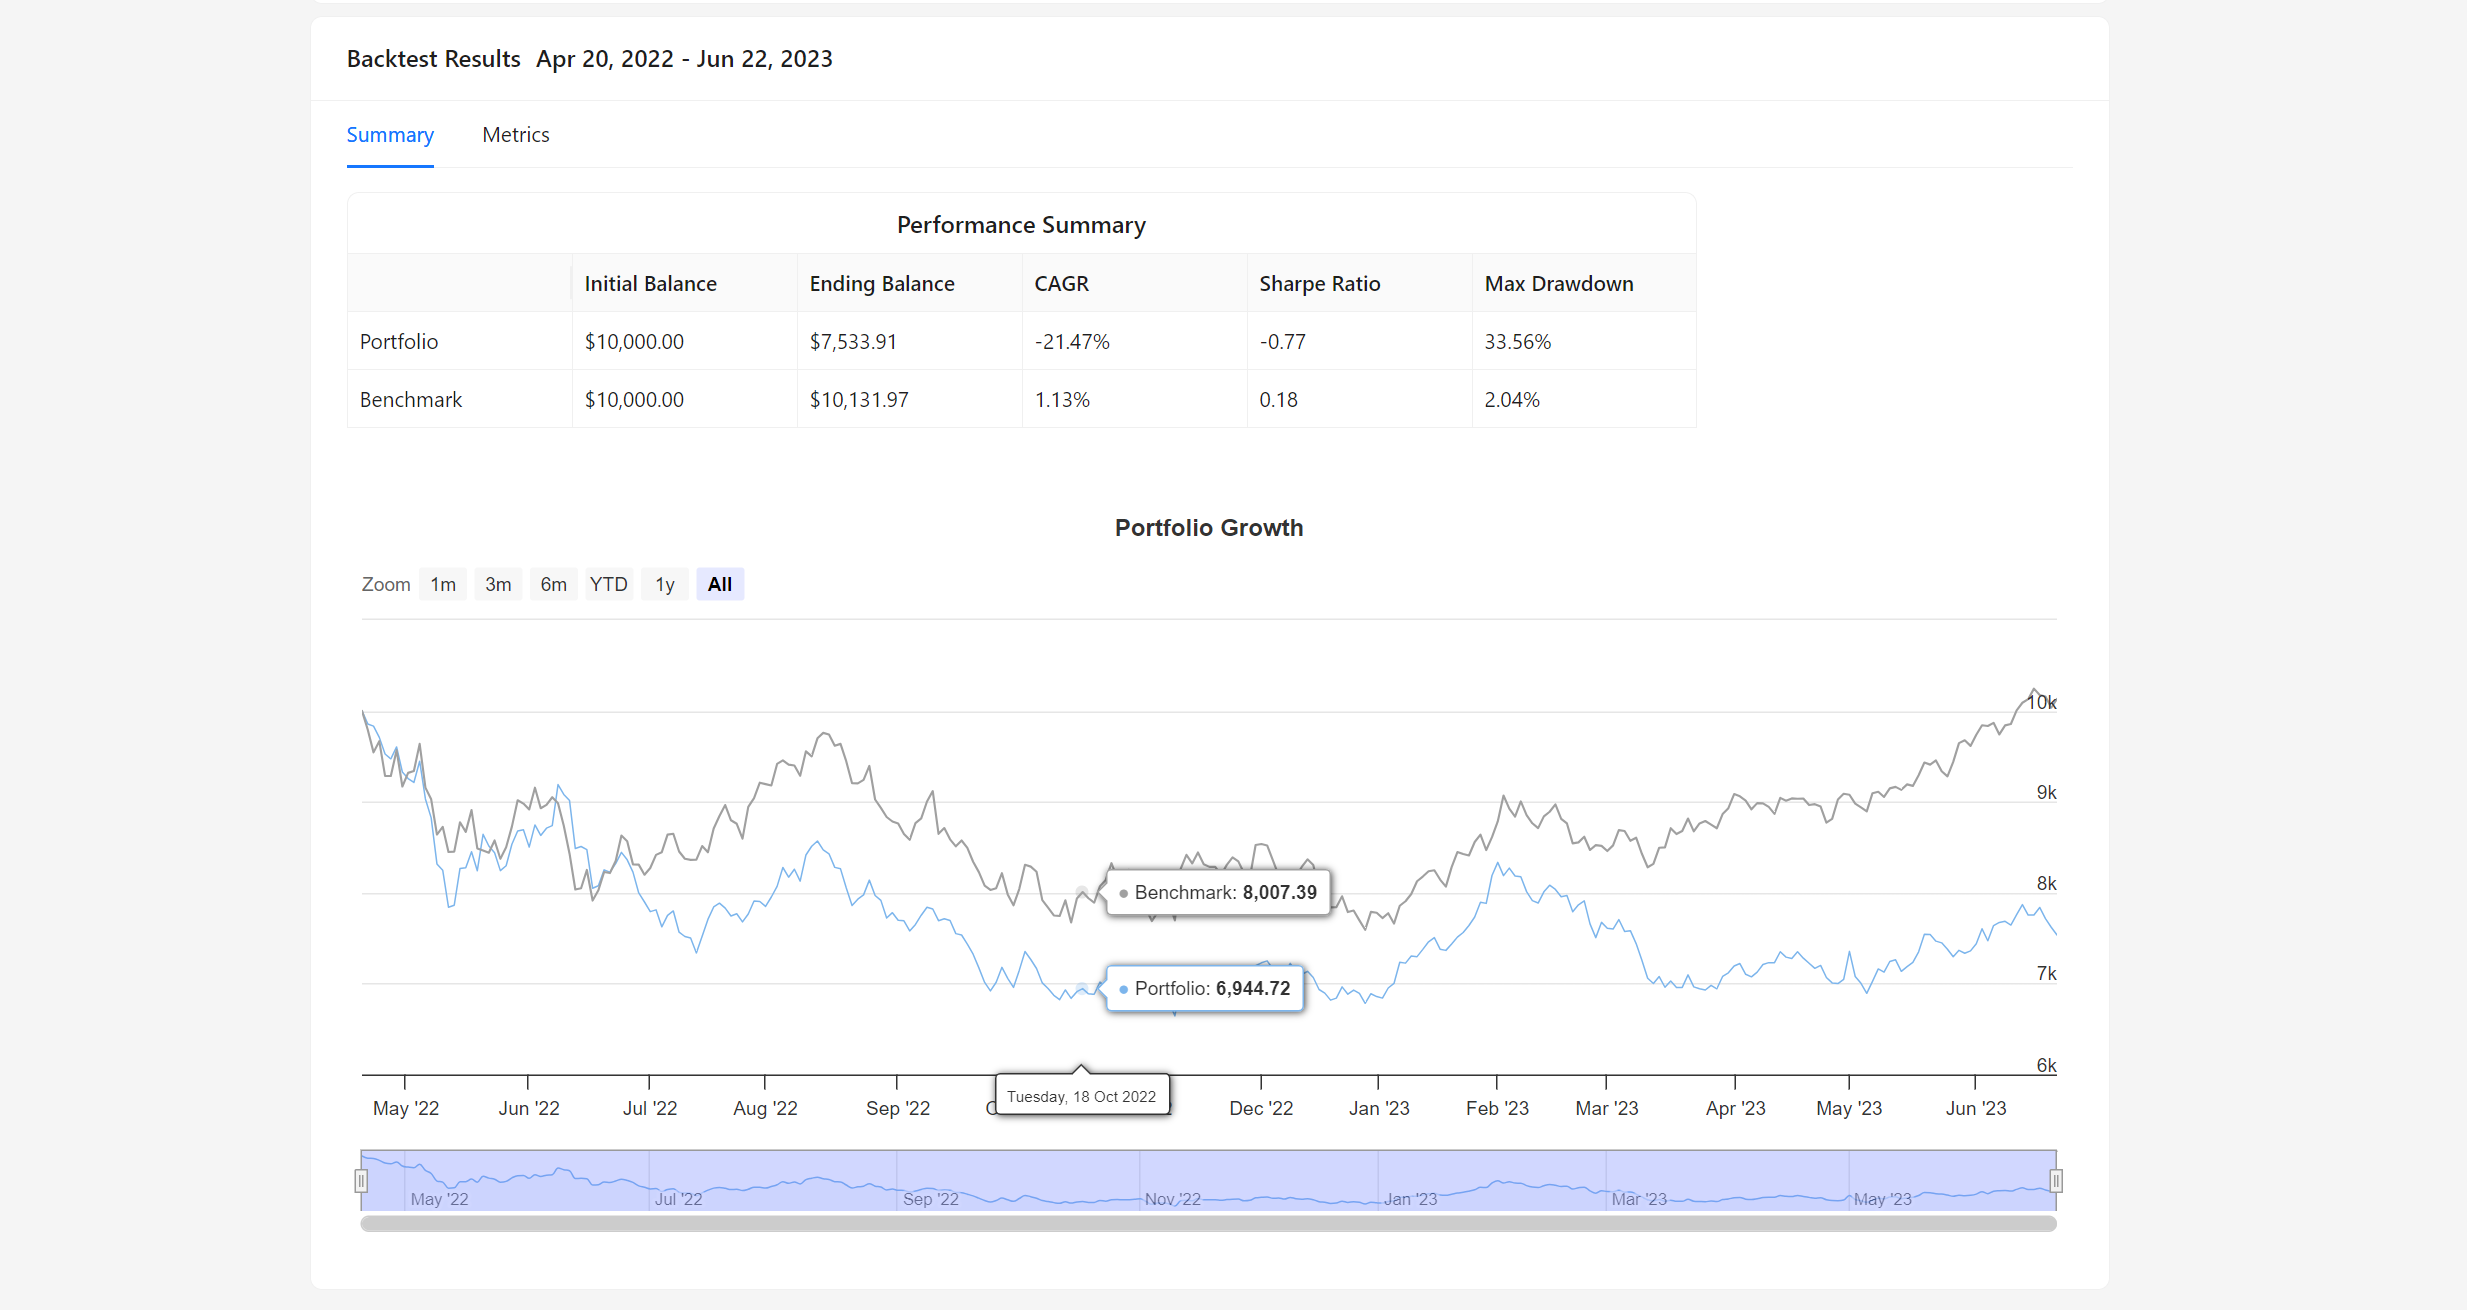 Backtest Results Apr 20, 2022 - Jun 22, 2023
Summary Metrics
Performance Summary
Initial Balance Ending Balance CAGR Sharpe Ratio Max Drawdown
Portfolio $10,000.00 $7,533.91 -21.47% -0.77 33.56%
Benchmark $10,000.00 $10,131.97 1.13% 0.18 2.04%
Portfolio Growth
Zoom 1m 3m 6m YTD 1y All
10k
9k
8k
Benchmark: 8,007.39
7k
Portfolio: 6,944.72
6k
Tuesday, 18 Oct 2022
May '22 Jun '22 Jul '22 Aug '22 Sep '22 Dec '22 Jan '23 Feb '23 Mar '23 Apr '23 May '23 Jun '23
May '22 Jul '22 Sep '22 Nov '22 Jan '23 Mar '23 May '23